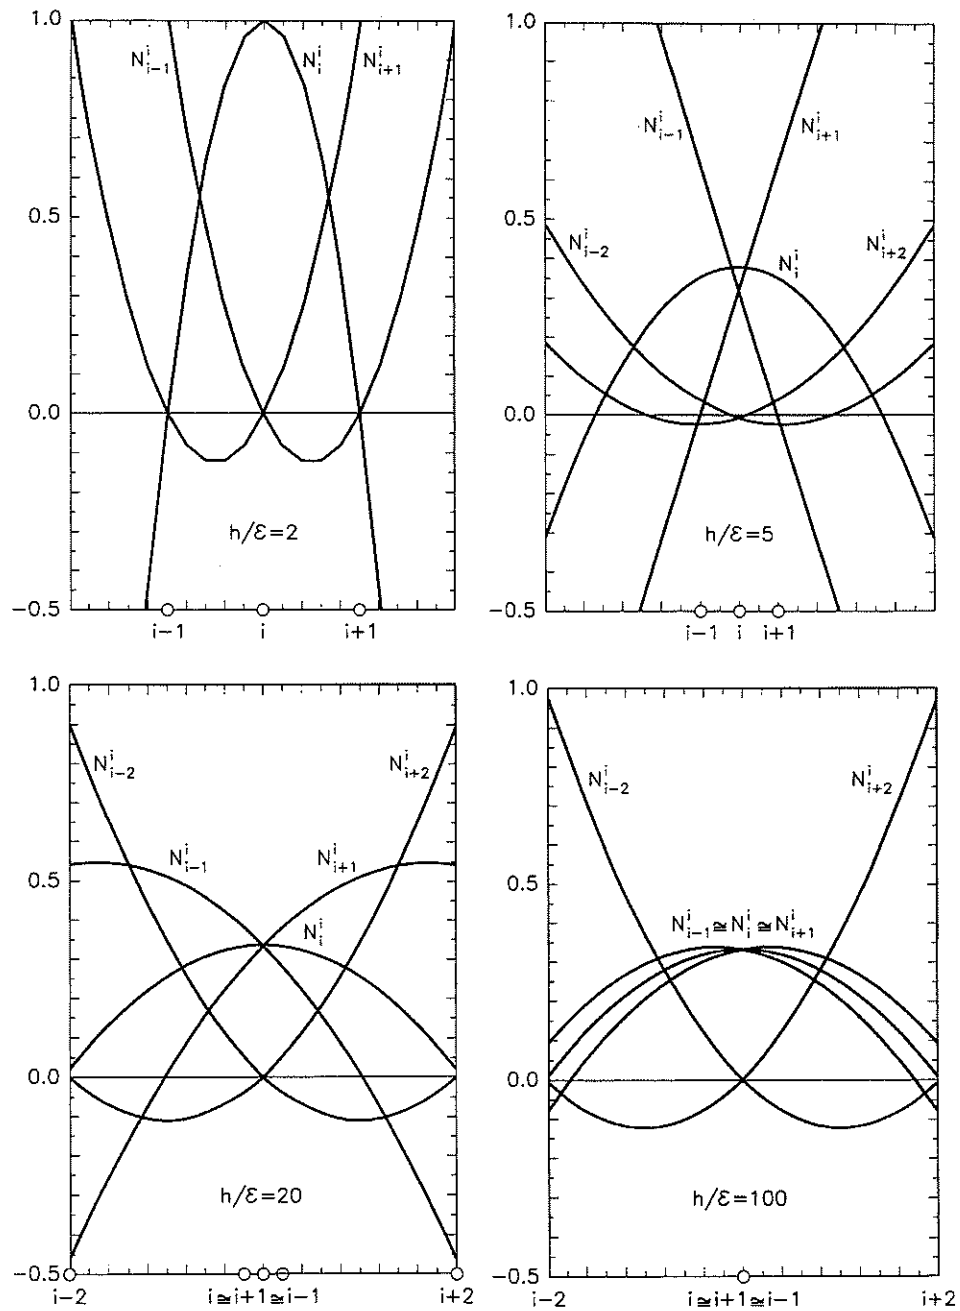 1.0
0.5
0.0
−0.5
N^i_{i−1}
N^i_i
N^i_{i+1}
h/ε=2
i−1
i
i+1
1.0
0.5
0.0
−0.5
N^i_{i−1}
N^i_{i+1}
N^i_{i−2}
N^i_i
N^i_{i+2}
h/ε=5
i−1
i
i+1
1.0
0.5
0.0
−0.5
N^i_{i−2}
N^i_{i+2}
N^i_{i−1}
N^i_{i+1}
N^i_i
h/ε=20
i−2
i≅i+1≅i−1
i+2
1.0
0.5
0.0
−0.5
N^i_{i−2}
N^i_{i+2}
N^i_{i−1}≅N^i_i≅N^i_{i+1}
h/ε=100
i−2
i≅i+1≅i−1
i+2